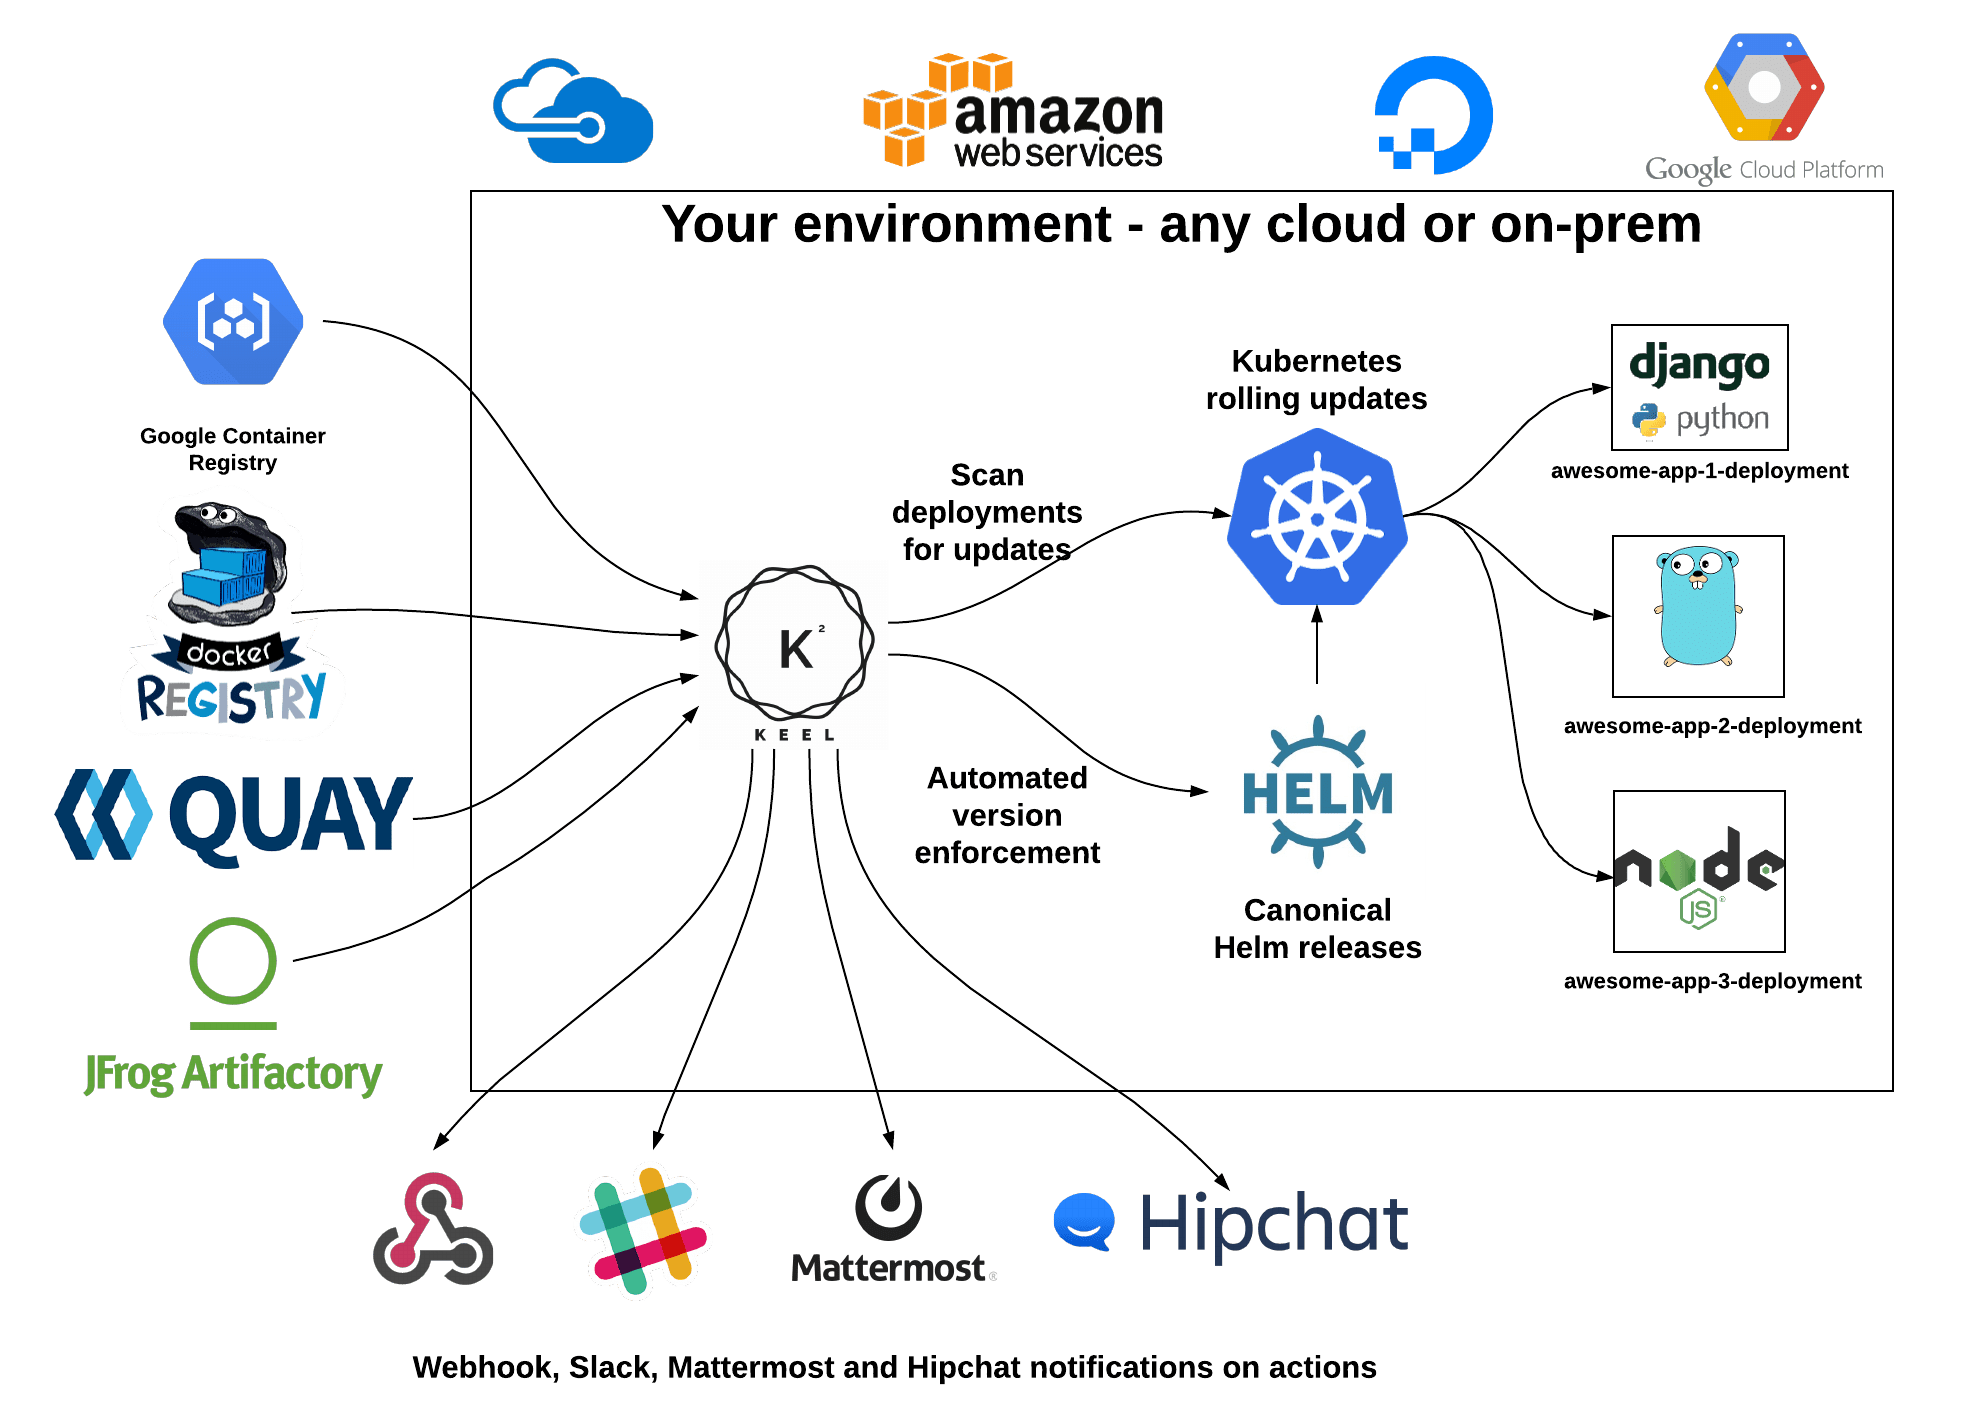 amazon
web services
Google Cloud Platform
Your environment - any cloud or on-prem
Google Container
Registry
docker
REGISTRY
QUAY
JFrog Artifactory
K²
KEEL
Scan
deployments
for updates
Automated
version
enforcement
Kubernetes
rolling updates
HELM
Canonical
Helm releases
django
python
awesome-app-1-deployment
awesome-app-2-deployment
node
JS®
awesome-app-3-deployment
Mattermost®
Hipchat
Webhook, Slack, Mattermost and Hipchat notifications on actions